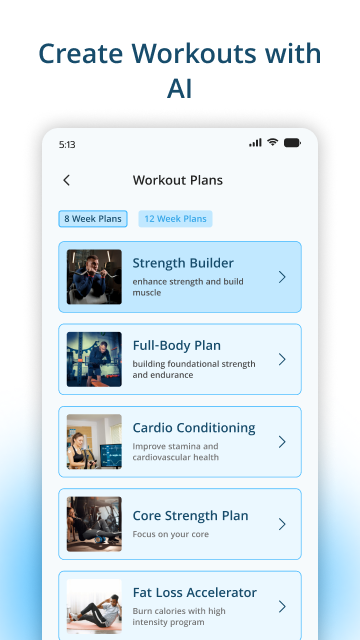 Create Workouts with
AI
5:13
Workout Plans
8 Week Plans
12 Week Plans
Strength Builder
enhance strength and build
muscle
Full-Body Plan
building foundational strength
and endurance
Cardio Conditioning
Improve stamina and
cardiovascular health
Core Strength Plan
Focus on your core
Fat Loss Accelerator
Burn calories with high
intensity program